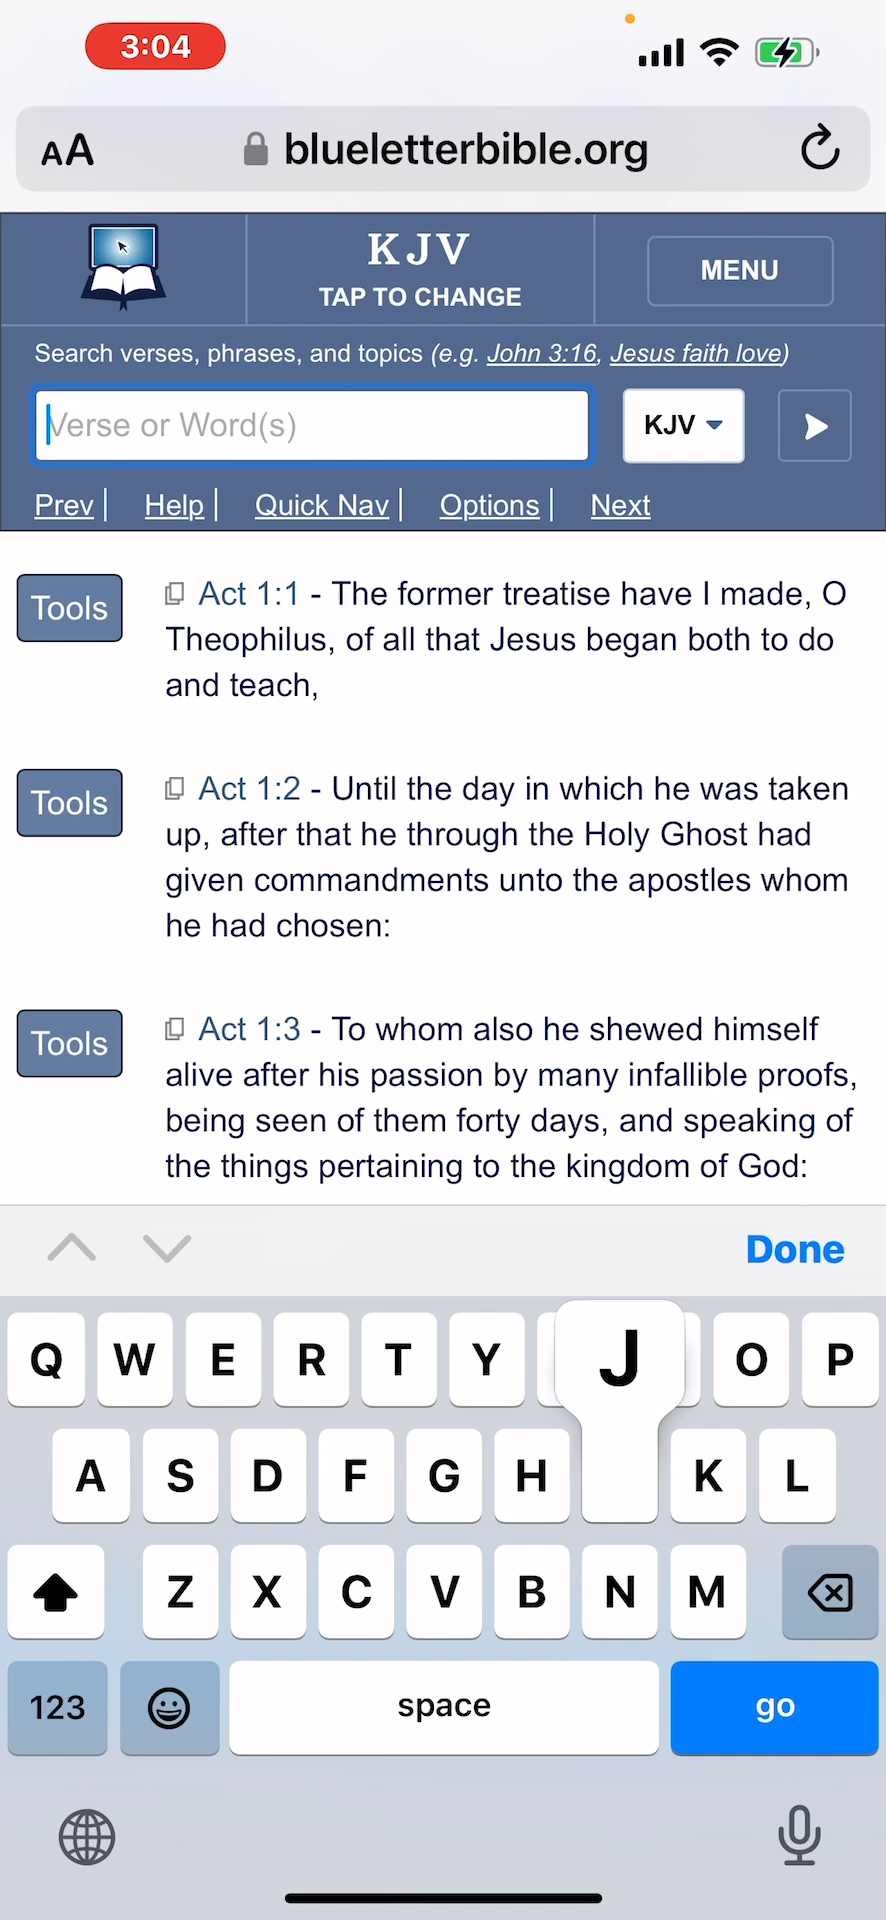 3:04
AA blueletterbible.org
KJV
TAP TO CHANGE
MENU
Search verses, phrases, and topics (e.g. John 3:16, Jesus faith love)
Verse or Word(s)
KJV
Prev | Help | Quick Nav | Options | Next
Tools
Act 1:1 - The former treatise have I made, O
Theophilus, of all that Jesus began both to do
and teach,
Tools
Act 1:2 - Until the day in which he was taken
up, after that he through the Holy Ghost had
given commandments unto the apostles whom
he had chosen:
Tools
Act 1:3 - To whom also he shewed himself
alive after his passion by many infallible proofs,
being seen of them forty days, and speaking of
the things pertaining to the kingdom of God:
Done
Q W E R T Y J O P
A S D F G H K L
Z X C V B N M
123 space go